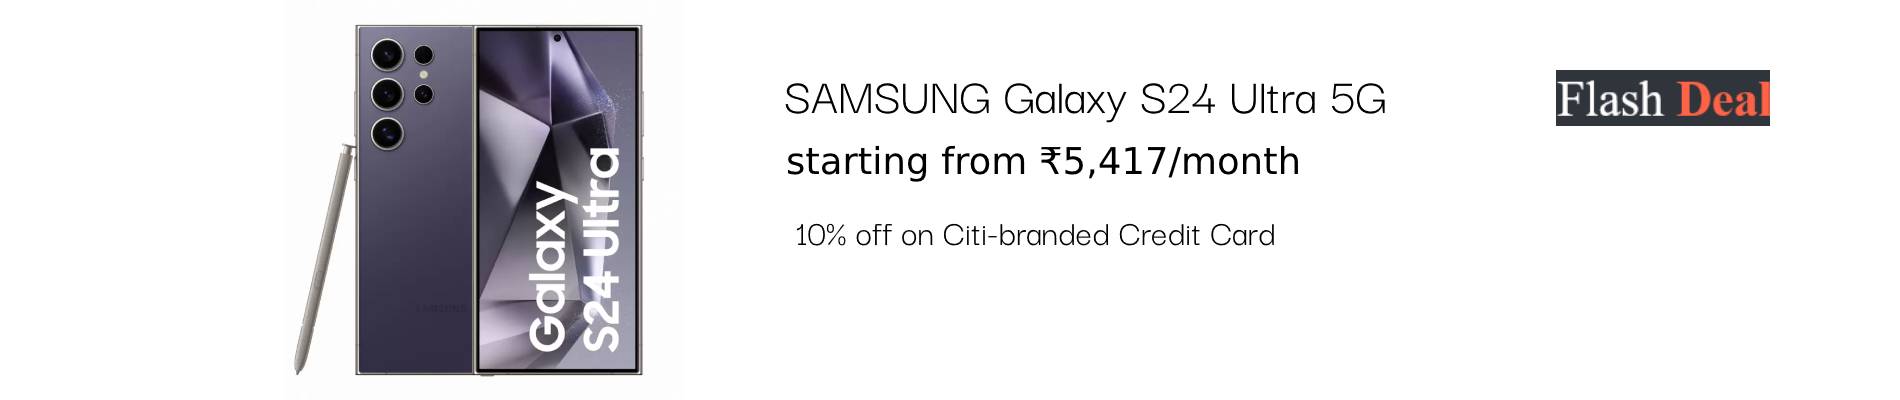 Galaxy
S24 Ultra
SAMSUNG
SAMSUNG Galaxy S24 Ultra 5G
starting from ₹5,417/month
10% off on Citi-branded Credit Card
Flash Deal